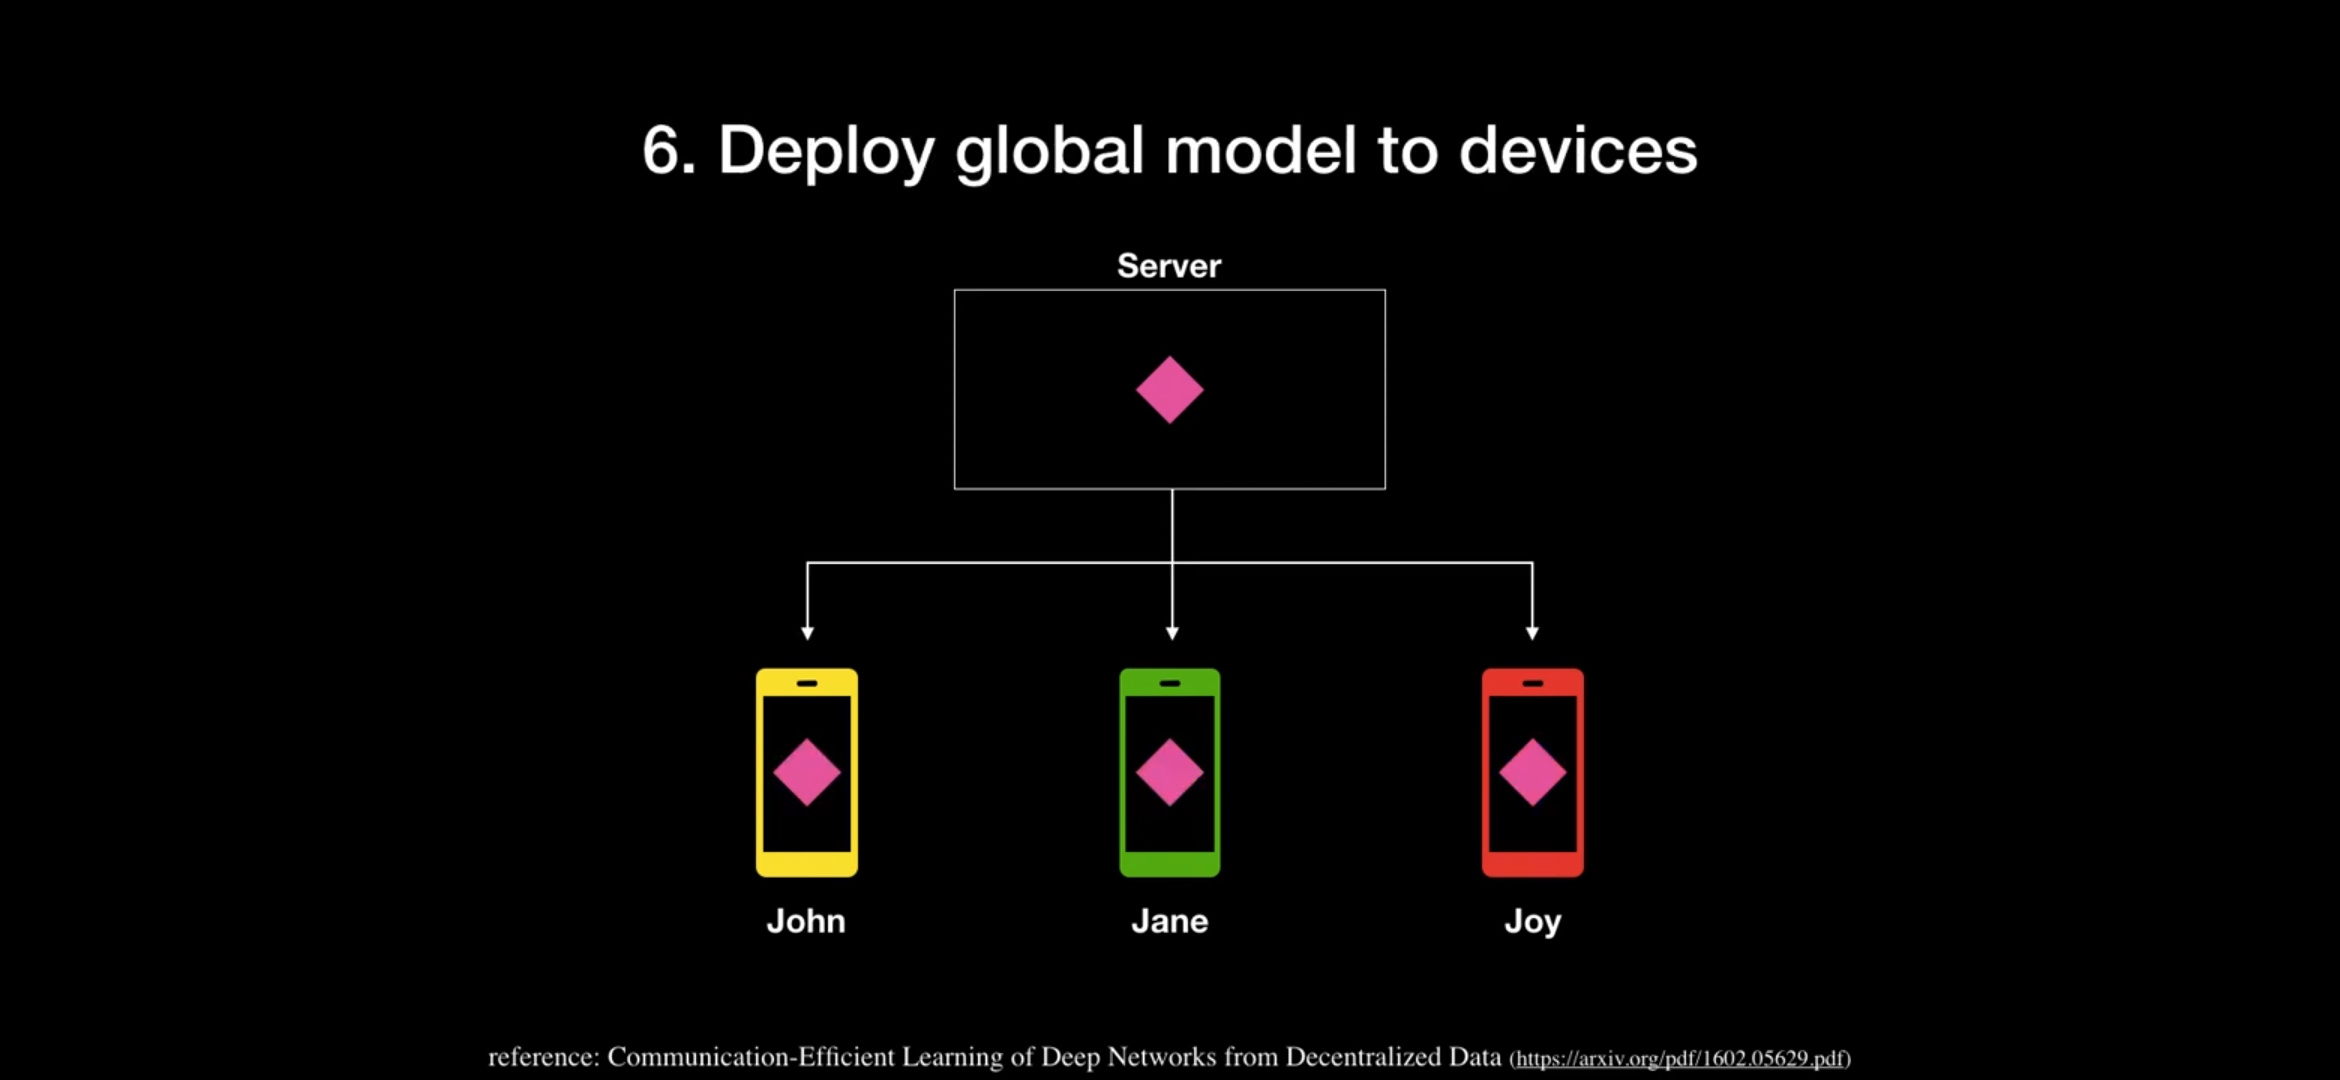 6. Deploy global model to devices
Server
John
Jane
Joy
reference: Communication-Efficient Learning of Deep Networks from Decentralized Data (https://arxiv.org/pdf/1602.05629.pdf)